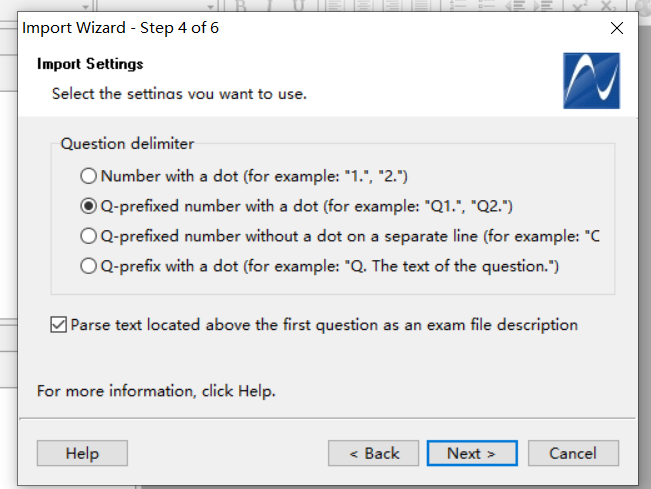 Import Wizard - Step 4 of 6
Import Settings
Select the settings you want to use.
Question delimiter
Number with a dot (for example: "1.", "2.")
Q-prefixed number with a dot (for example: "Q1.", "Q2.")
Q-prefixed number without a dot on a separate line (for example: "C
Q-prefix with a dot (for example: "Q. The text of the question.")
Parse text located above the first question as an exam file description
For more information, click Help.
Help
< Back
Next >
Cancel